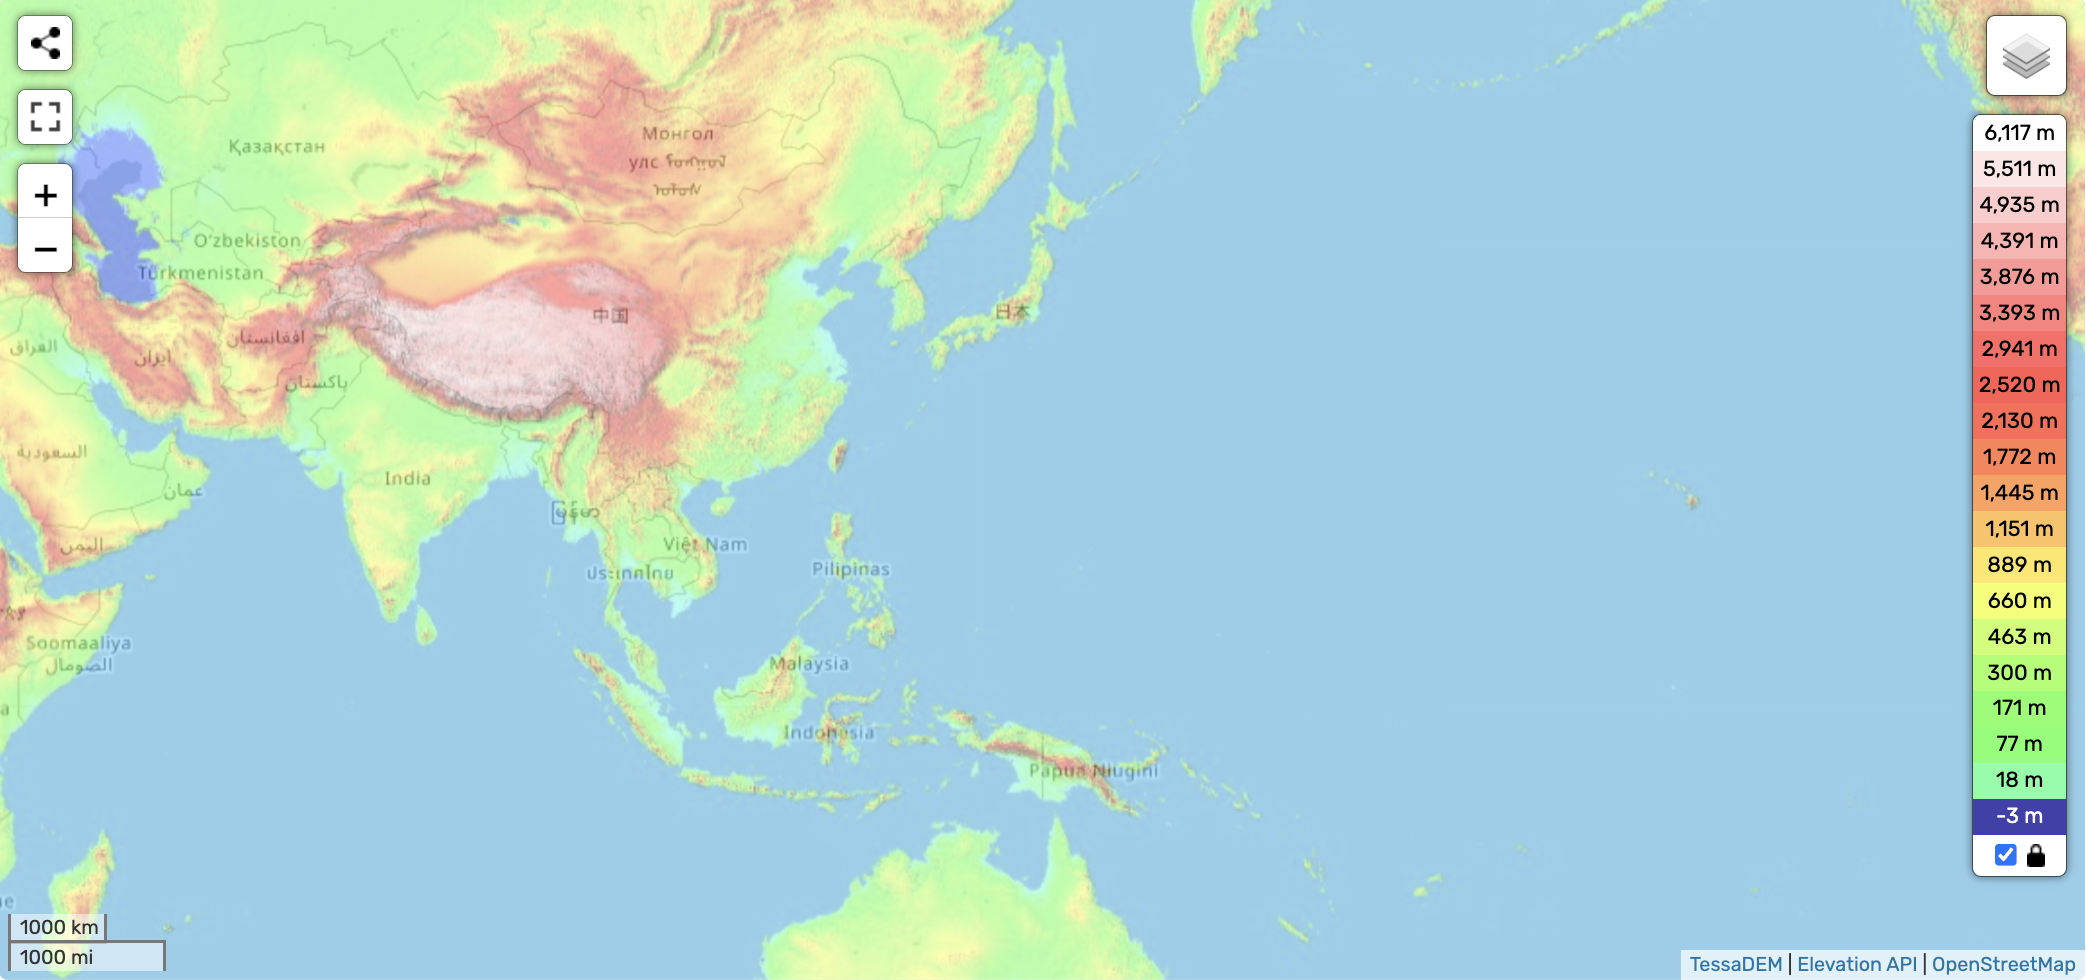 Қазақстан
Монгол
улс
Oʻzbekiston
Türkmenistan
中国
日本
افغانستان
العراق
ایران
پاکستان
السعودية
India
عمان
မြန်မာ
اليمن
Việt Nam
ประเทศไทย
Pilipinas
Soomaaliya
الصومال
Malaysia
Indonesia
Papua Niugini
6,117 m
5,511 m
4,935 m
4,391 m
3,876 m
3,393 m
2,941 m
2,520 m
2,130 m
1,772 m
1,445 m
1,151 m
889 m
660 m
463 m
300 m
171 m
77 m
18 m
-3 m
1000 km
1000 mi
TessaDEM | Elevation API | OpenStreetMap